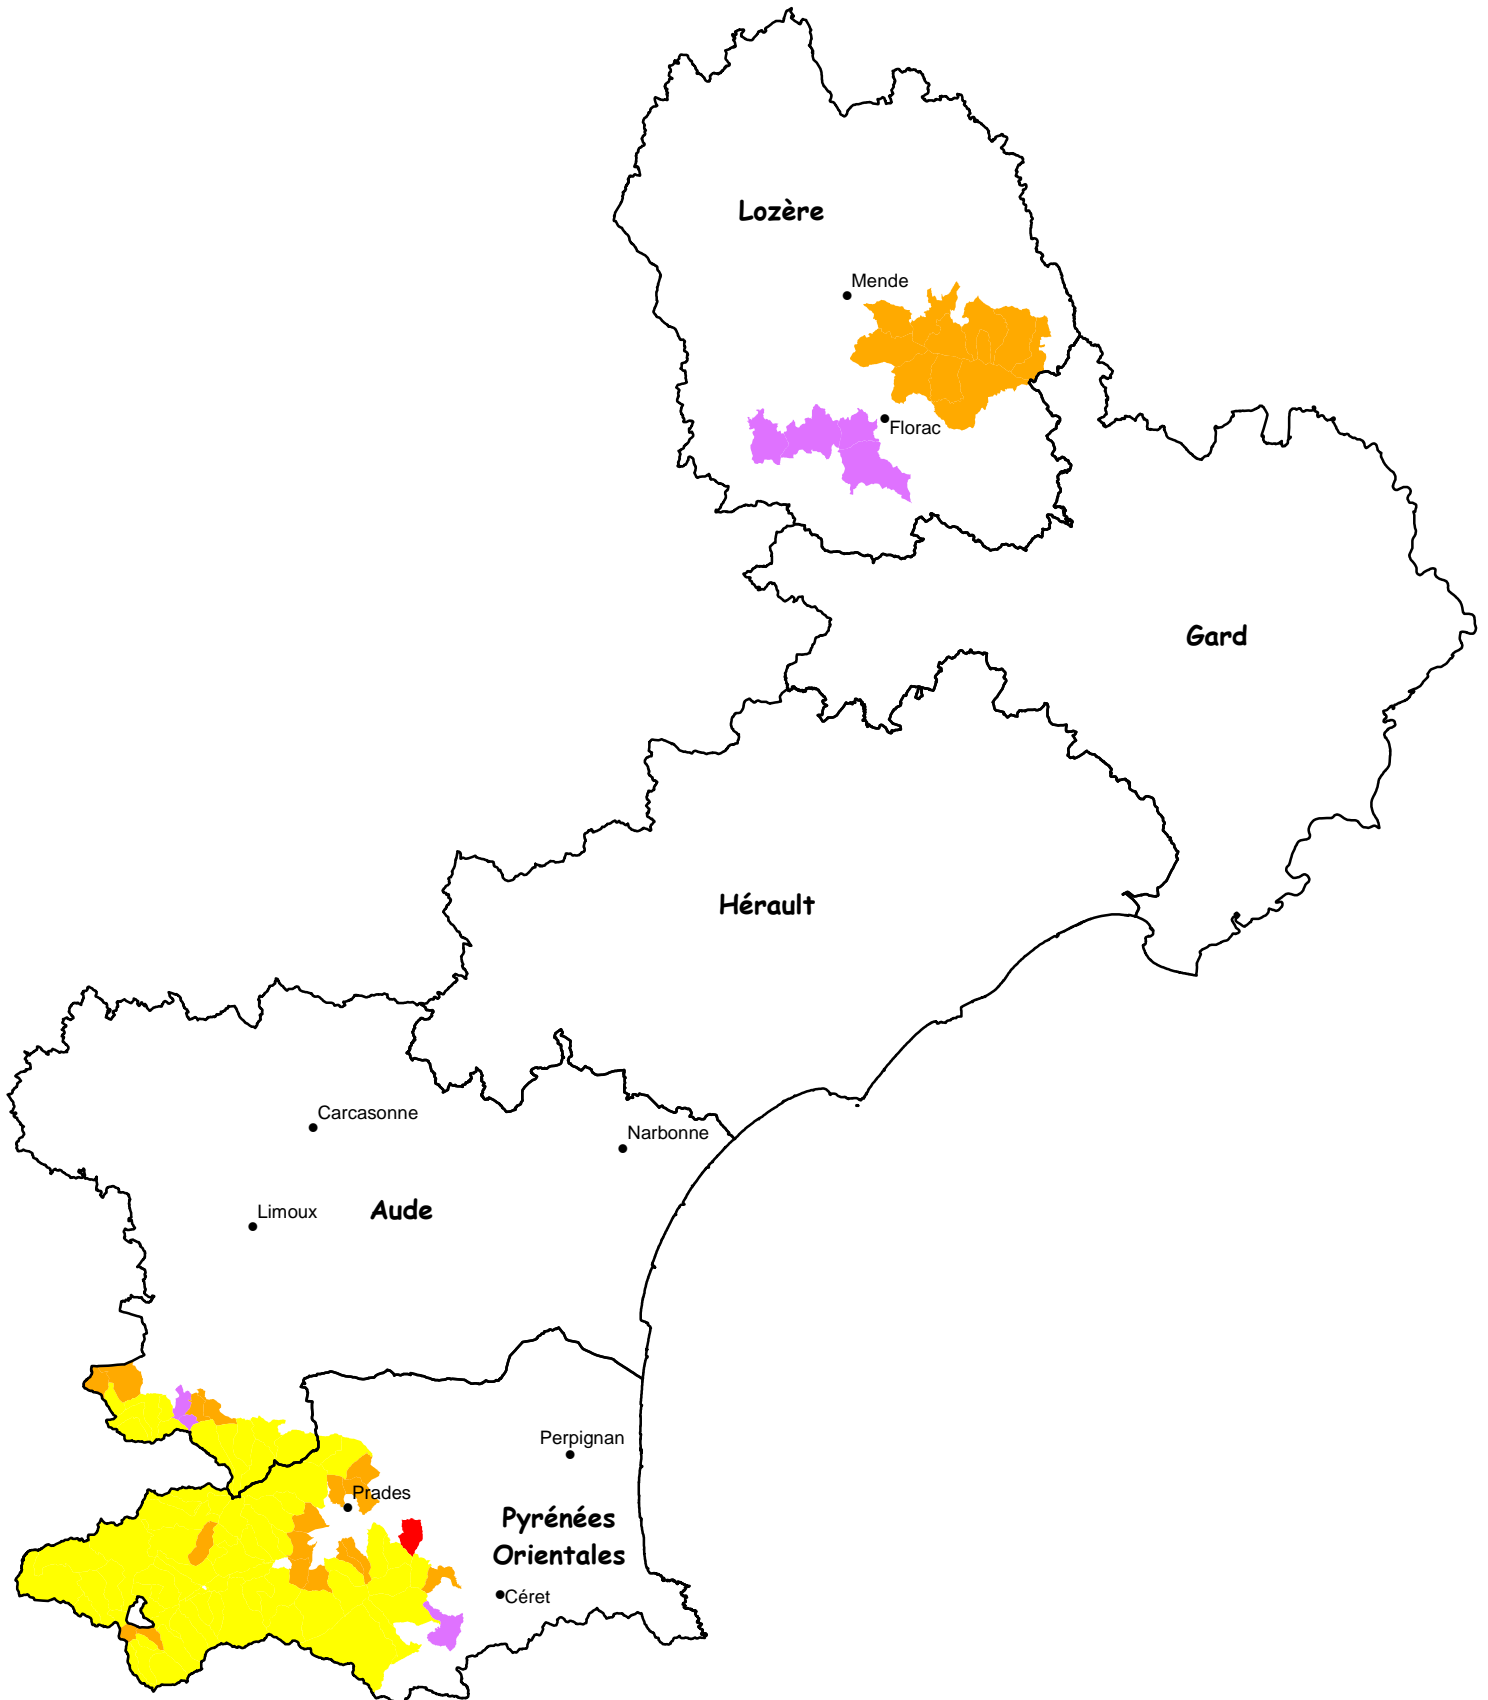 Lozère
Mende
Florac
Gard
Hérault
Carcasonne
Narbonne
Limoux
Aude
Perpignan
Prades
Pyrénées
Orientales
Céret